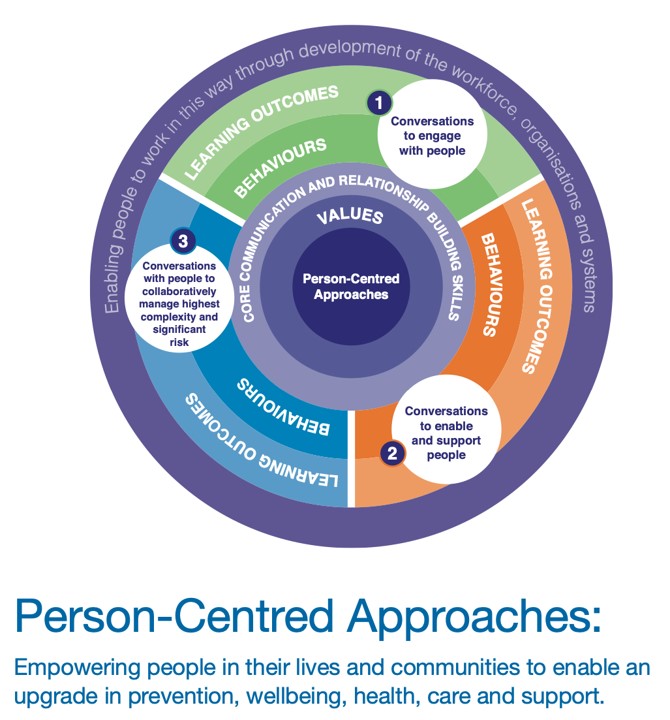 Enabling people to work in this way through development of the workforce, organisations and systems
LEARNING OUTCOMES
BEHAVIOURS
1
Conversations
to engage
with people
CORE COMMUNICATION AND RELATIONSHIP BUILDING SKILLS
VALUES
Person-Centred
Approaches
BEHAVIOURS
LEARNING OUTCOMES
2
Conversations
to enable
and support
people
3
Conversations
with people to
collaboratively
manage highest
complexity and
significant
risk
BEHAVIOURS
LEARNING OUTCOMES
Person-Centred Approaches:
Empowering people in their lives and communities to enable an
upgrade in prevention, wellbeing, health, care and support.